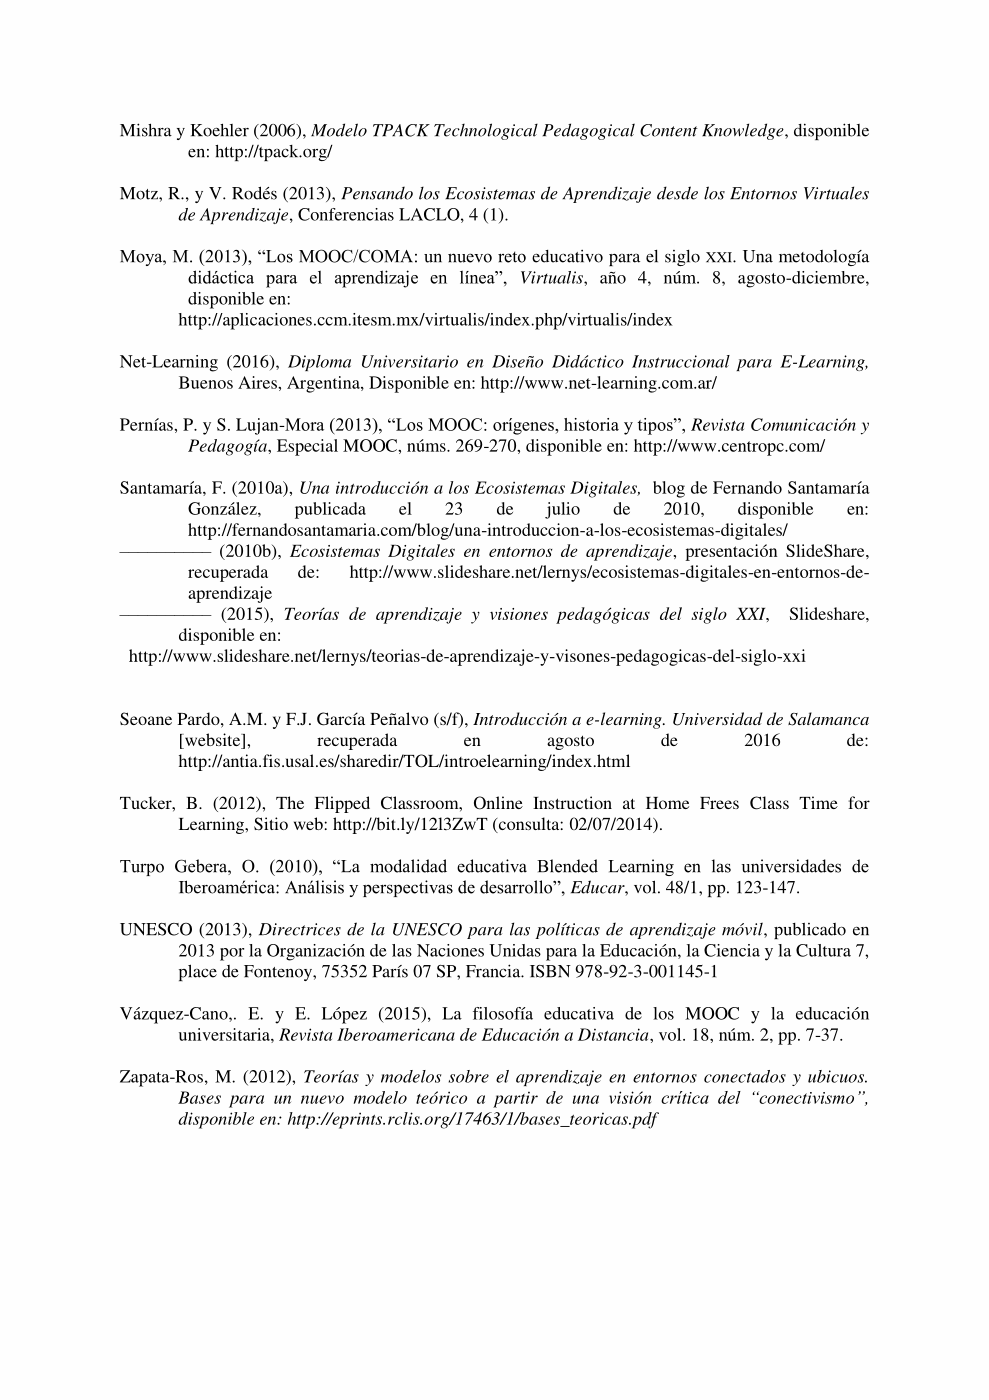 Mishra y Koehler (2006), Modelo TPACK Technological Pedagogical Content Knowledge, disponible
en: http://tpack.org/
Motz, R., y V. Rodés (2013), Pensando los Ecosistemas de Aprendizaje desde los Entornos Virtuales
de Aprendizaje, Conferencias LACLO, 4 (1).
Moya, M. (2013), “Los MOOC/COMA: un nuevo reto educativo para el siglo XXI. Una metodología
didáctica para el aprendizaje en línea”, Virtualis, año 4, núm. 8, agosto-diciembre,
disponible en:
http://aplicaciones.ccm.itesm.mx/virtualis/index.php/virtualis/index
Net-Learning (2016), Diploma Universitario en Diseño Didáctico Instruccional para E-Learning,
Buenos Aires, Argentina, Disponible en: http://www.net-learning.com.ar/
Pernías, P. y S. Lujan-Mora (2013), “Los MOOC: orígenes, historia y tipos”, Revista Comunicación y
Pedagogía, Especial MOOC, núms. 269-270, disponible en: http://www.centropc.com/
Santamaría, F. (2010a), Una introducción a los Ecosistemas Digitales, blog de Fernando Santamaría
González, publicada el 23 de julio de 2010, disponible en:
http://fernandosantamaria.com/blog/una-introduccion-a-los-ecosistemas-digitales/
—————— (2010b), Ecosistemas Digitales en entornos de aprendizaje, presentación SlideShare,
recuperada de: http://www.slideshare.net/lernys/ecosistemas-digitales-en-entornos-de-
aprendizaje
—————— (2015), Teorías de aprendizaje y visiones pedagógicas del siglo XXI, Slideshare,
disponible en:
http://www.slideshare.net/lernys/teorias-de-aprendizaje-y-visones-pedagogicas-del-siglo-xxi
Seoane Pardo, A.M. y F.J. García Peñalvo (s/f), Introducción a e-learning. Universidad de Salamanca
[website], recuperada en agosto de 2016 de:
http://antia.fis.usal.es/sharedir/TOL/introelearning/index.html
Tucker, B. (2012), The Flipped Classroom, Online Instruction at Home Frees Class Time for
Learning, Sitio web: http://bit.ly/12l3ZwT (consulta: 02/07/2014).
Turpo Gebera, O. (2010), “La modalidad educativa Blended Learning en las universidades de
Iberoamérica: Análisis y perspectivas de desarrollo”, Educar, vol. 48/1, pp. 123-147.
UNESCO (2013), Directrices de la UNESCO para las políticas de aprendizaje móvil, publicado en
2013 por la Organización de las Naciones Unidas para la Educación, la Ciencia y la Cultura 7,
place de Fontenoy, 75352 París 07 SP, Francia. ISBN 978-92-3-001145-1
Vázquez-Cano,. E. y E. López (2015), La filosofía educativa de los MOOC y la educación
universitaria, Revista Iberoamericana de Educación a Distancia, vol. 18, núm. 2, pp. 7-37.
Zapata-Ros, M. (2012), Teorías y modelos sobre el aprendizaje en entornos conectados y ubicuos.
Bases para un nuevo modelo teórico a partir de una visión crítica del “conectivismo”,
disponible en: http://eprints.rclis.org/17463/1/bases_teoricas.pdf